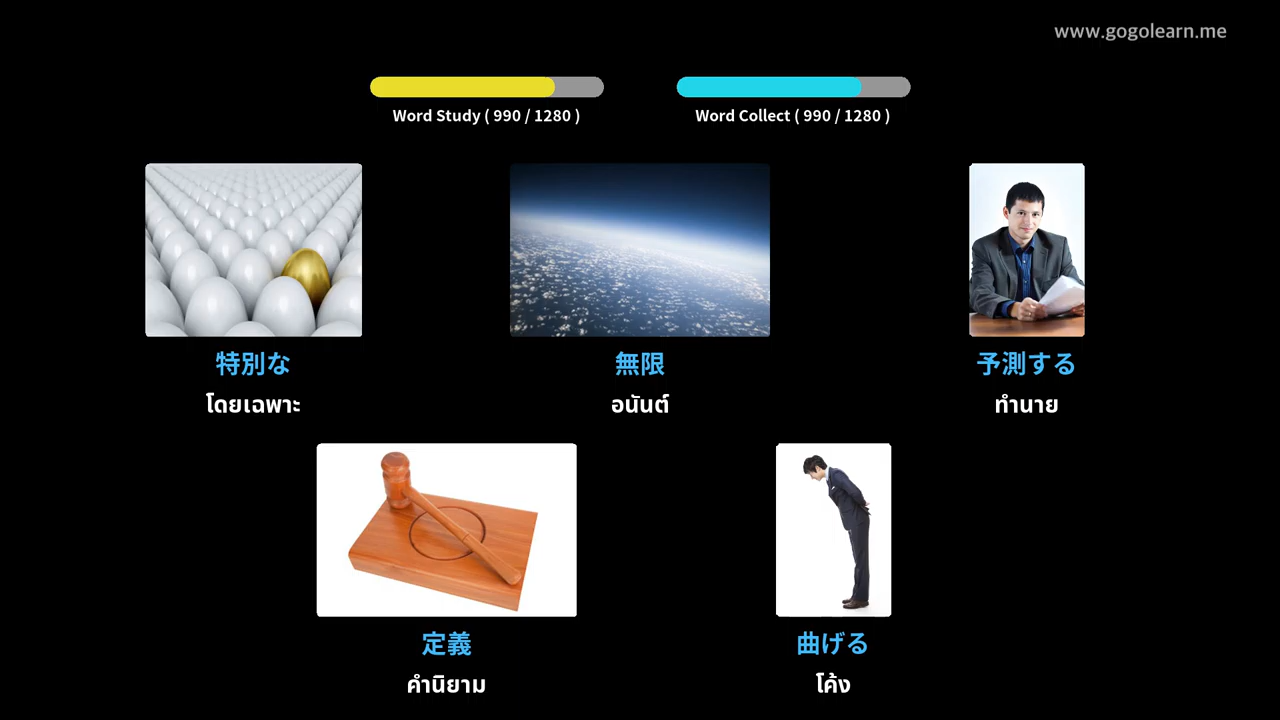 www.gogolearn.me
Word Study ( 990 / 1280 )
Word Collect ( 990 / 1280 )
特別な
โดยเฉพาะ
無限
อนันต์
予測する
ทำนาย
定義
คำนิยาม
曲げる
โค้ง